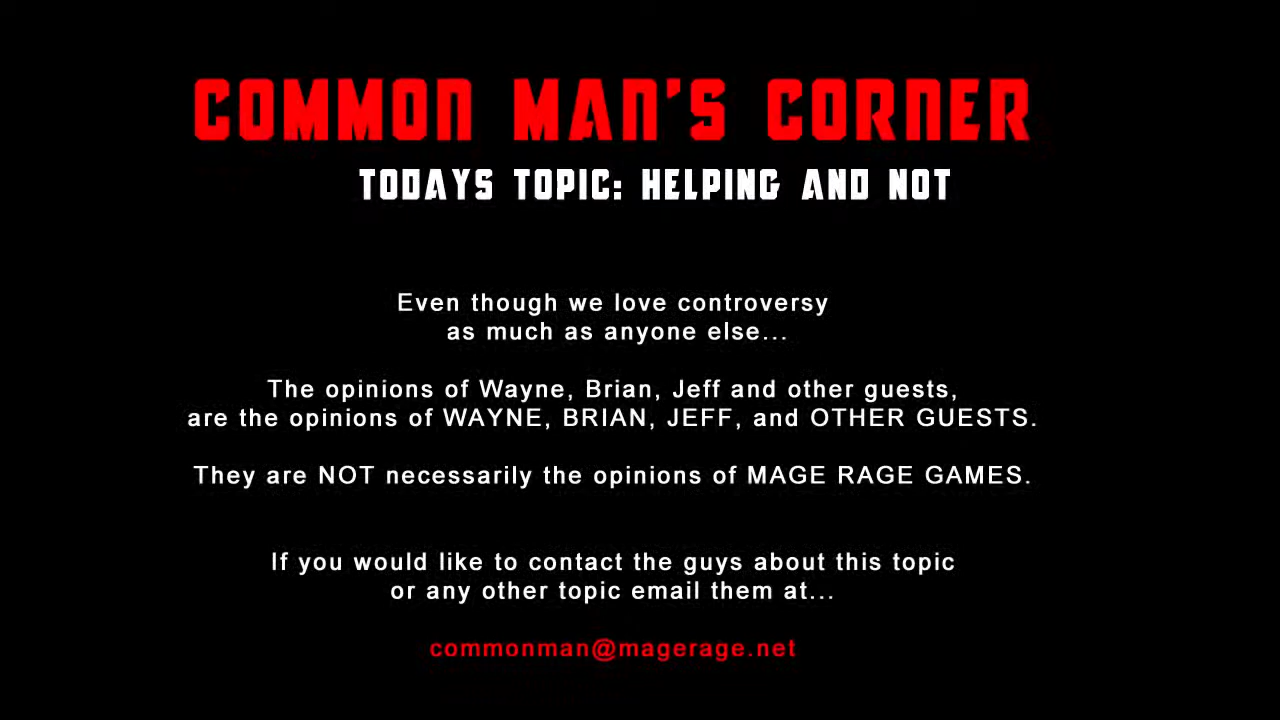 COMMON MAN'S CORNER
TODAYS TOPIC: HELPING AND NOT
Even though we love controversy
as much as anyone else...
The opinions of Wayne, Brian, Jeff and other guests,
are the opinions of WAYNE, BRIAN, JEFF, and OTHER GUESTS.
They are NOT necessarily the opinions of MAGE RAGE GAMES.
If you would like to contact the guys about this topic
or any other topic email them at...
commonman@magerage.net